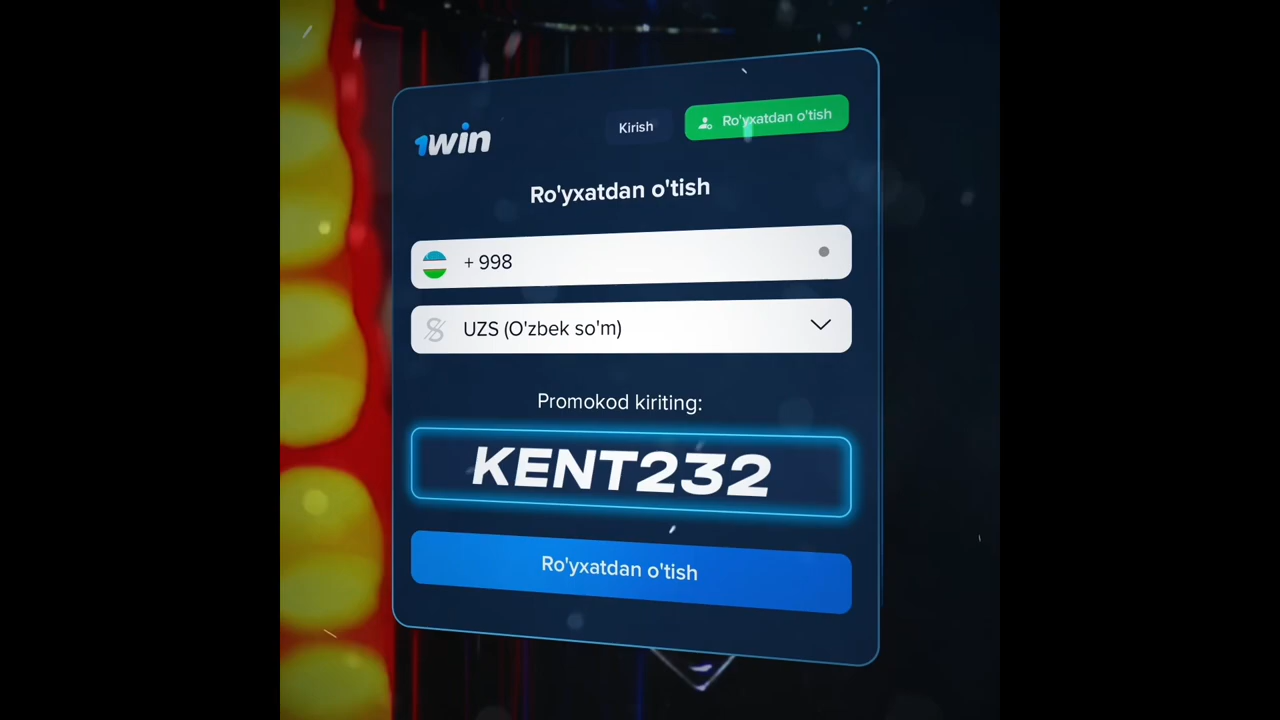 1win
Kirish
Ro'yxatdan o'tish
Ro'yxatdan o'tish
+ 998
UZS (O'zbek so'm)
Promokod kiriting:
KENT232
Ro'yxatdan o'tish